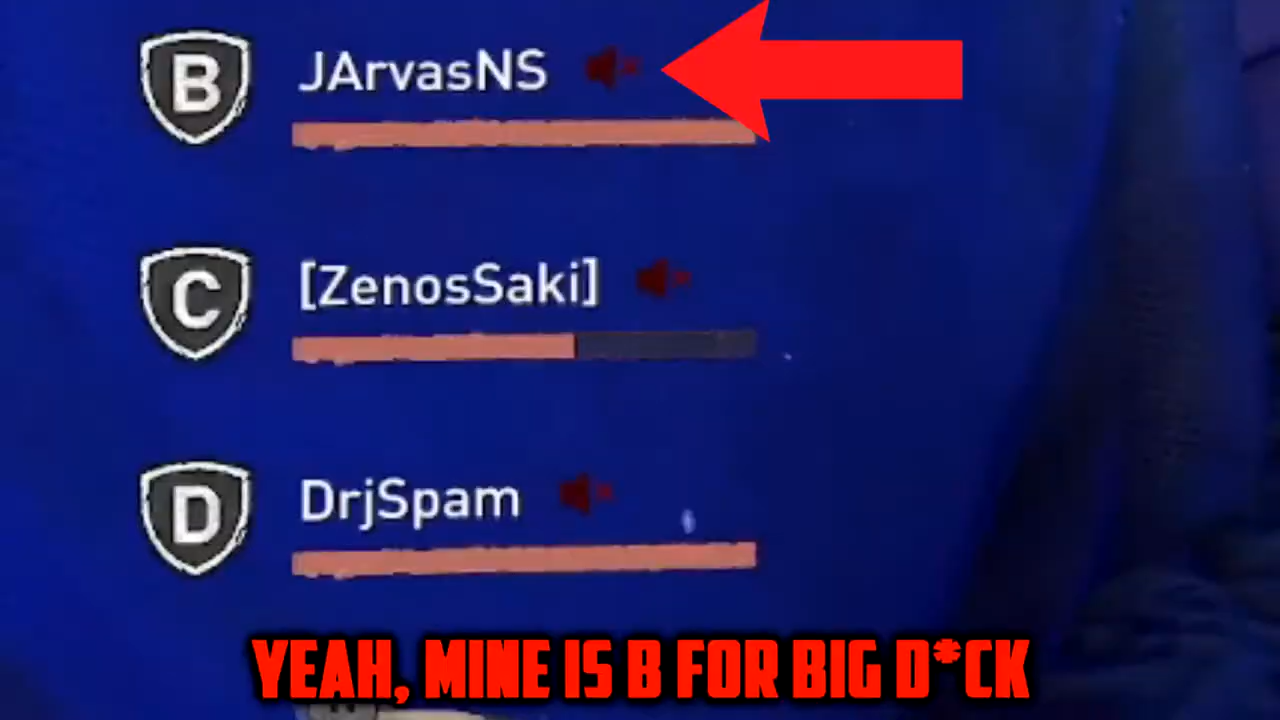 B JArvasNS
C [ZenosSaki]
D DrjSpam
YEAH, MINE IS B FOR BIG D*CK